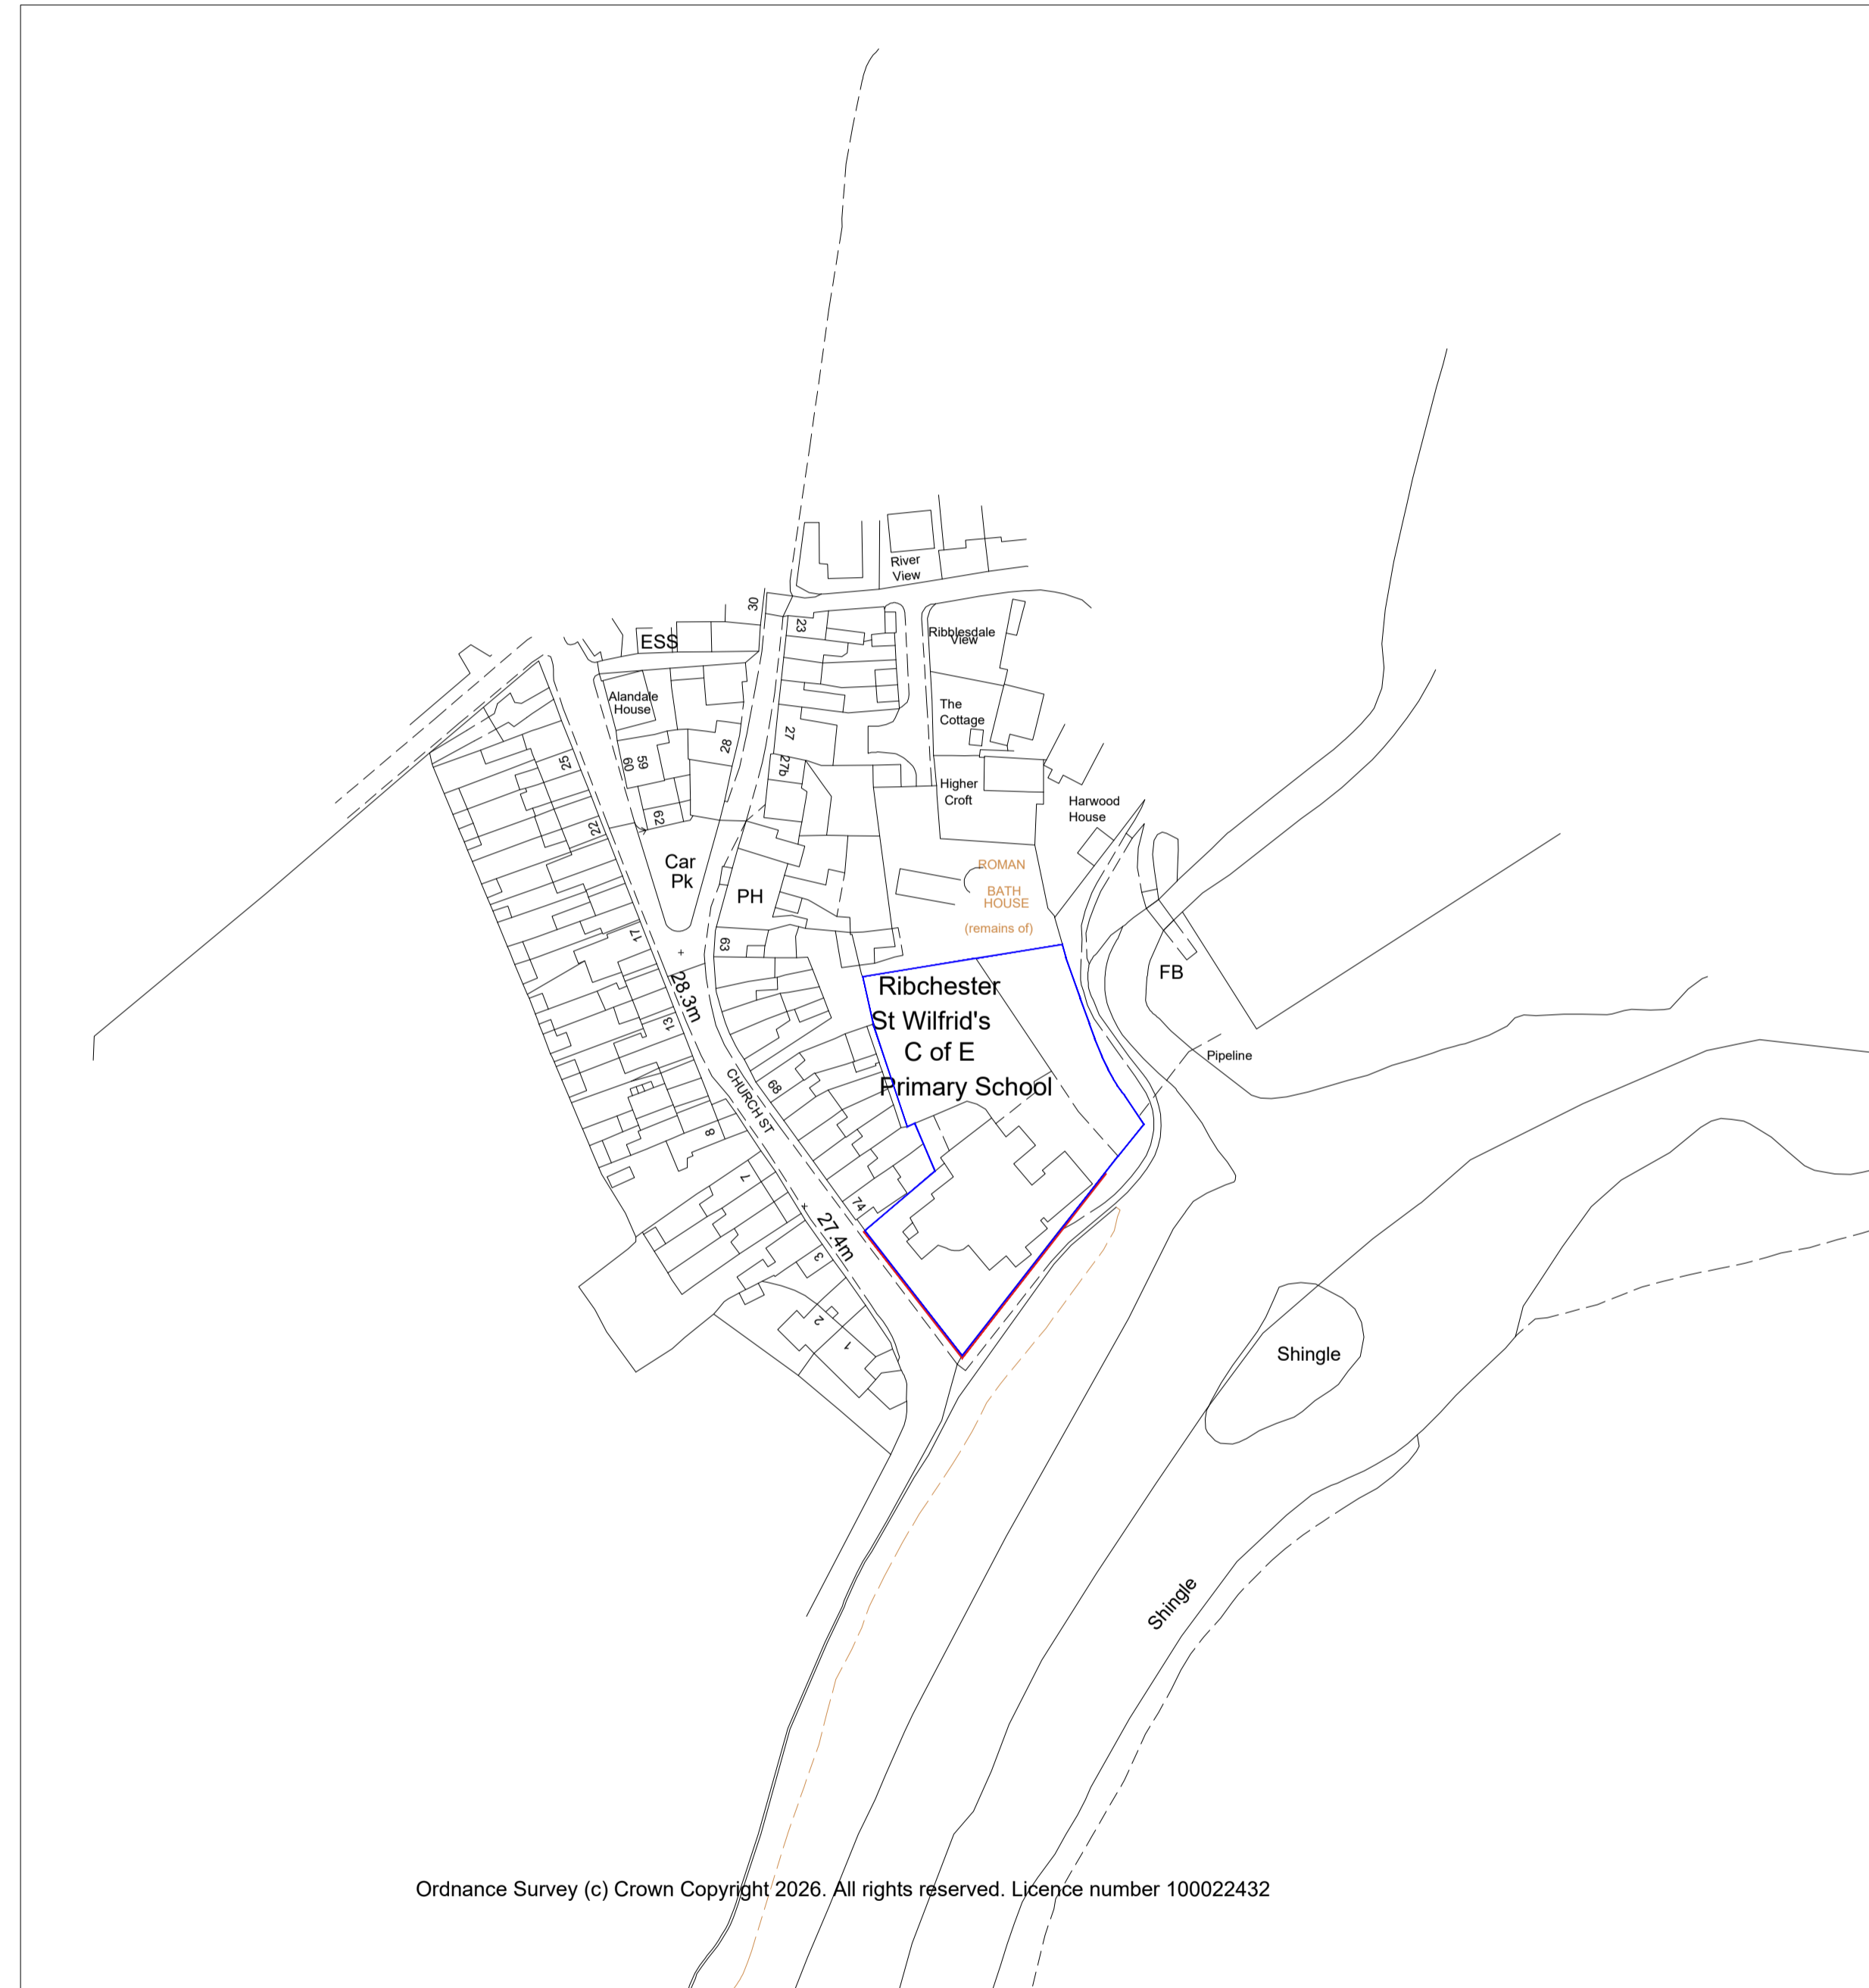 River
View
30
23
Ribblesdale
View
ESS
Alandale
House
The
Cottage
28
27
25
60
59
27b
Higher
Croft
Harwood
House
62
22
Car
Pk
PH
ROMAN
BATH
HOUSE
(remains of)
17
63
FB
28.3m
Ribchester
St Wilfrid's
C of E
Primary School
13
Pipeline
CHURCH ST
68
8
7
74
27.4m
3
2
1
Shingle
Shingle
Ordnance Survey (c) Crown Copyright 2026. All rights reserved. Licence number 100022432